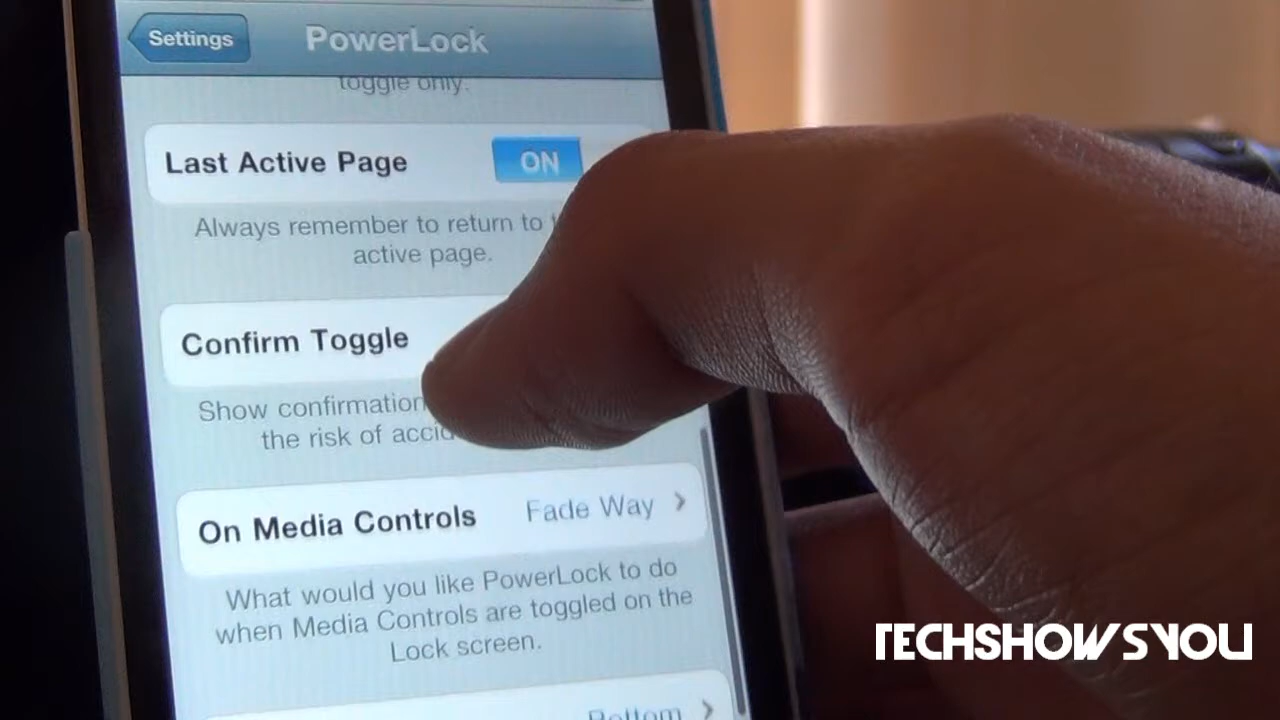 Settings
PowerLock
toggle only.
Last Active Page
ON
Always remember to return to
active page.
Confirm Toggle
Show confirmation
the risk of
On Media Controls
Fade Way
What would you like PowerLock to do
when Media Controls are toggled on the
Lock screen.
Bottom
TECHSHOWSYOU